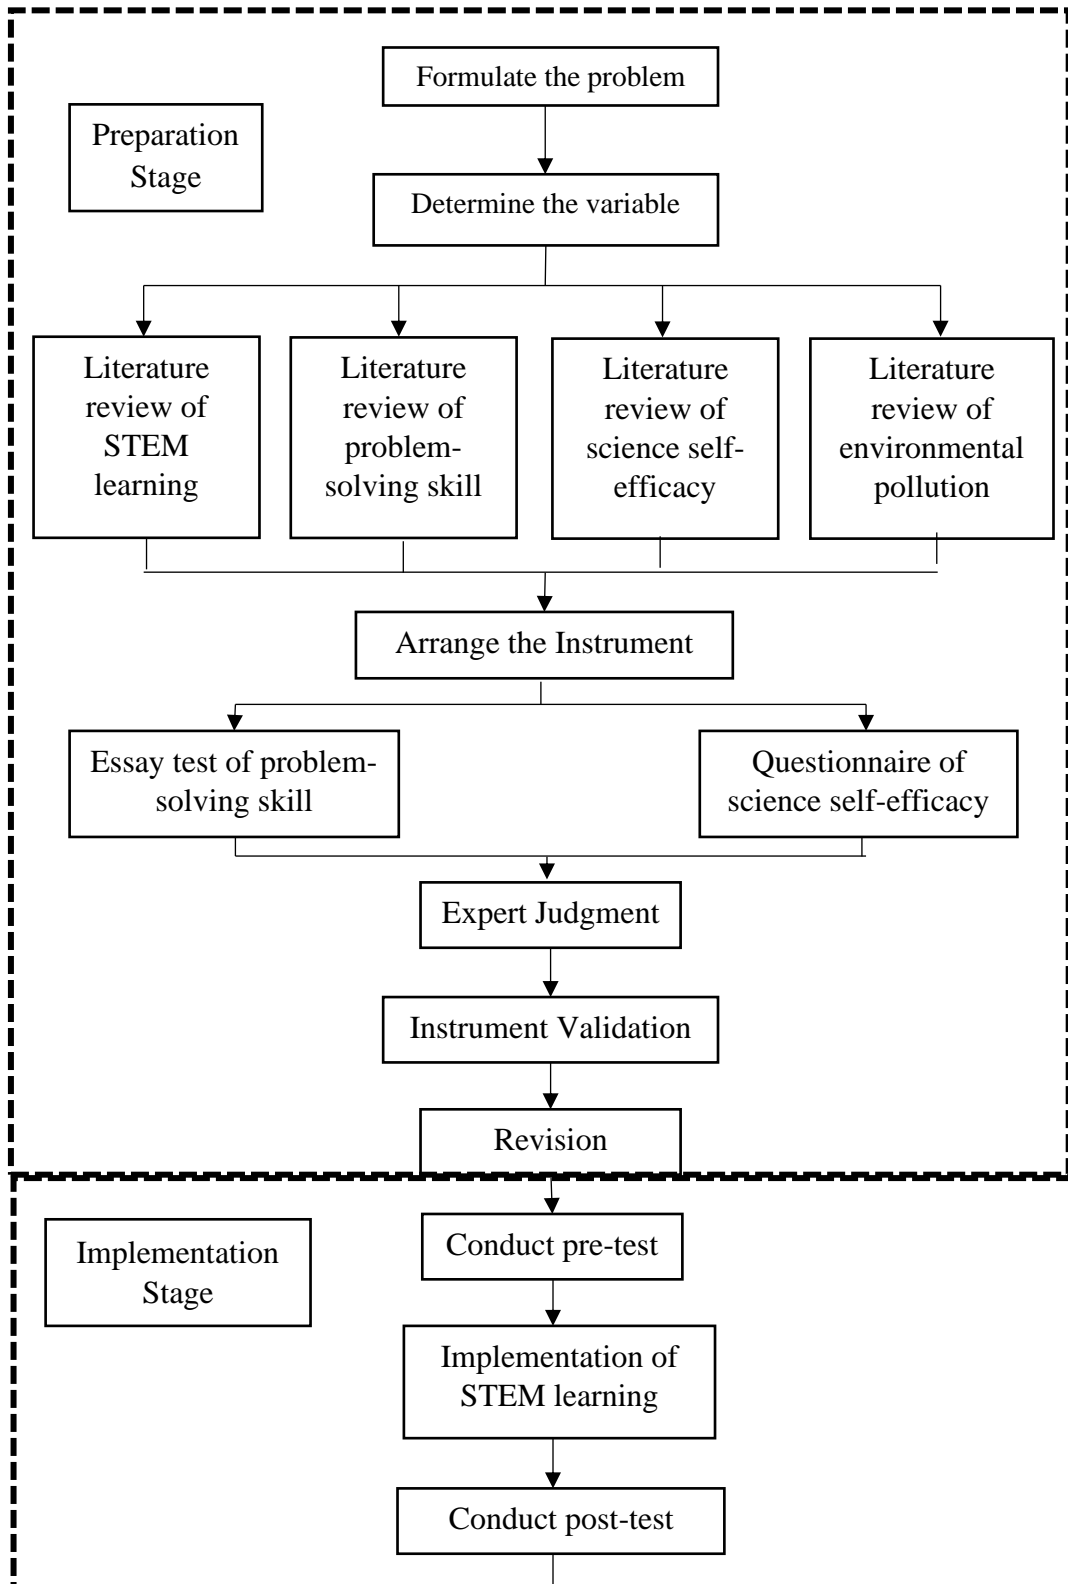 Formulate the problem
Preparation
Stage
Determine the variable
Literature
review of
STEM
learning
Literature
review of
problem-
solving skill
Literature
review of
science self-
efficacy
Literature
review of
environmental
pollution
Arrange the Instrument
Essay test of problem-
solving skill
Questionnaire of
science self-efficacy
Expert Judgment
Instrument Validation
Revision
Implementation
Stage
Conduct pre-test
Implementation of
STEM learning
Conduct post-test